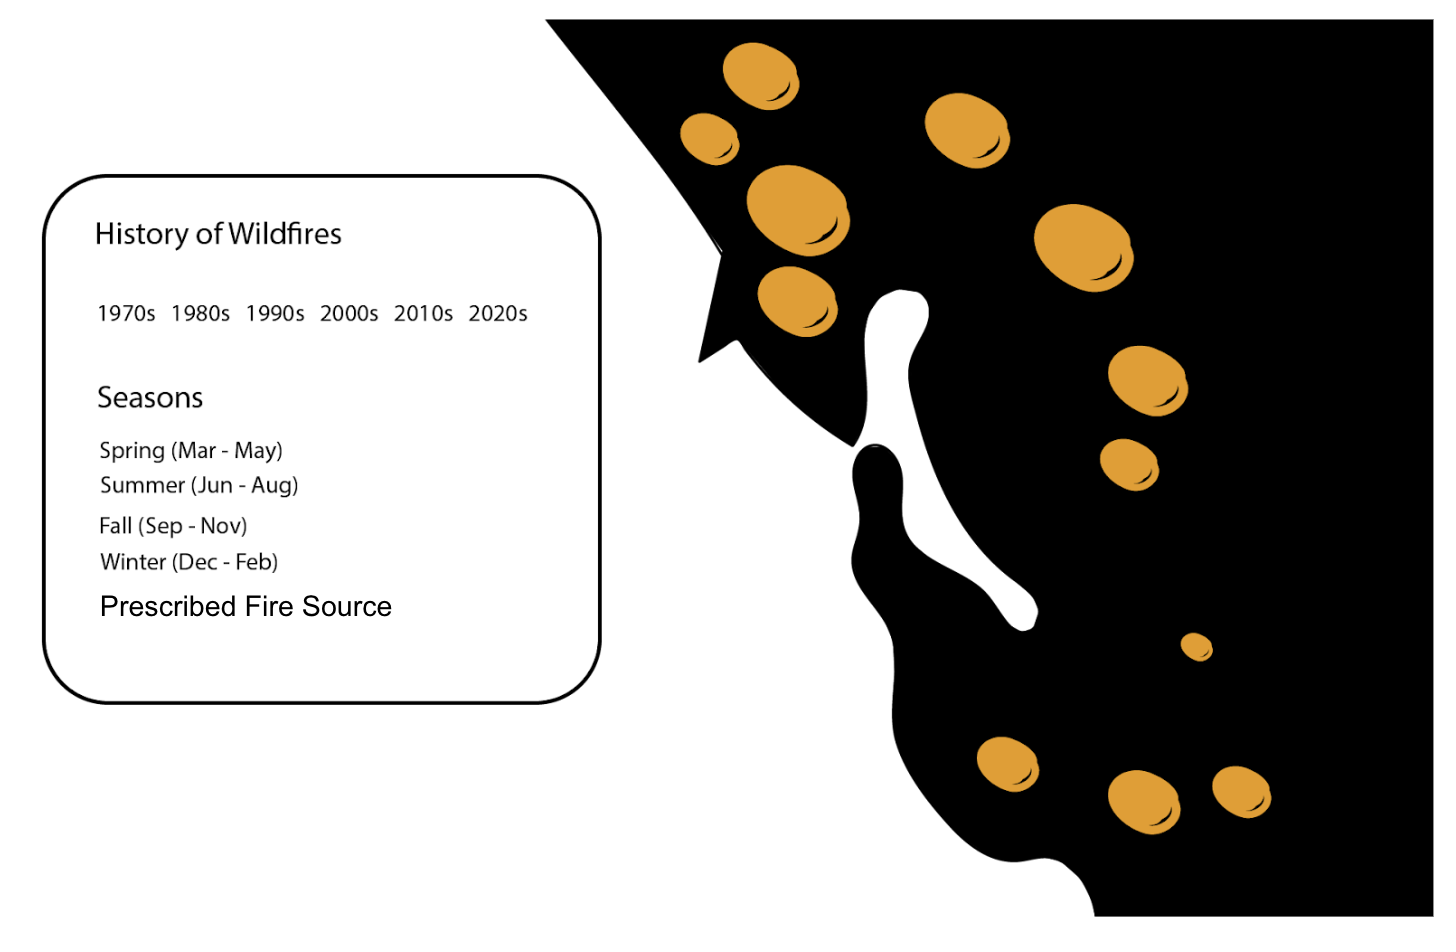 History of Wildfires
1970s 1980s 1990s 2000s 2010s 2020s
Seasons
Spring (Mar - May)
Summer (Jun - Aug)
Fall (Sep - Nov)
Winter (Dec - Feb)
Prescribed Fire Source